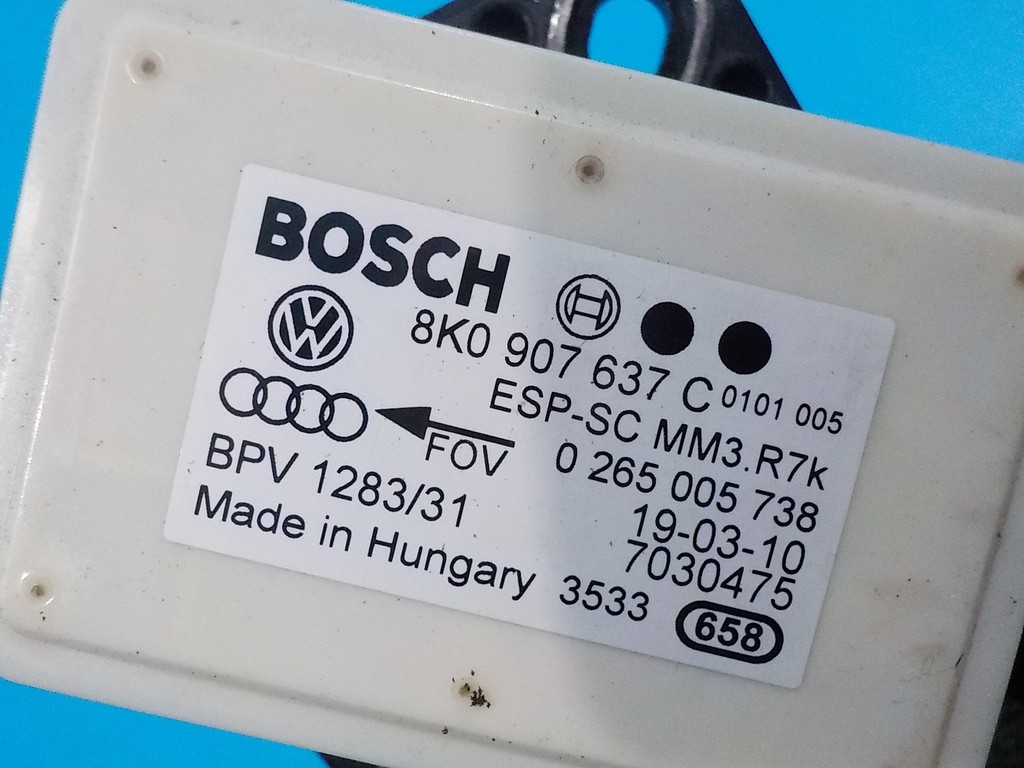 BOSCH
8K0 907 637 C 0101 005
ESP-SC MM3.R7k
FOV 0 265 005 738
BPV 1283/31 19-03-10
7030475
Made in Hungary 3533 658